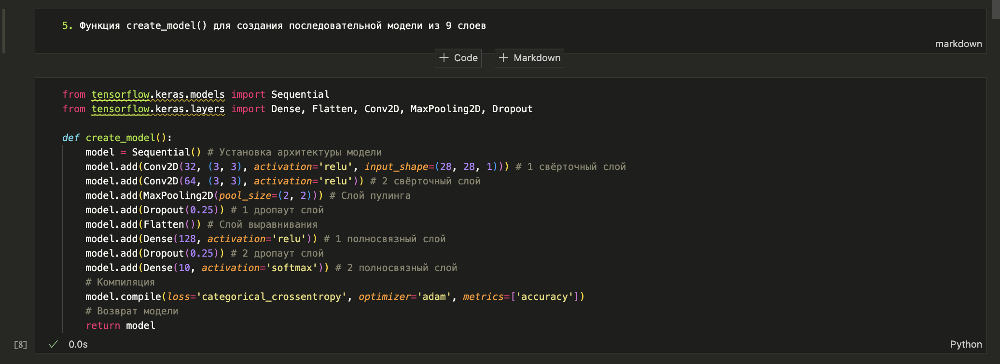 5. Функция create_model() для создания последовательной модели из 9 слоев
markdown
+ Code + Markdown
from tensorflow.keras.models import Sequential
from tensorflow.keras.layers import Dense, Flatten, Conv2D, MaxPooling2D, Dropout
def create_model():
model = Sequential() # Установка архитектуры модели
model.add(Conv2D(32, (3, 3), activation='relu', input_shape=(28, 28, 1))) # 1 свёрточный слой
model.add(Conv2D(64, (3, 3), activation='relu')) # 2 свёрточный слой
model.add(MaxPooling2D(pool_size=(2, 2))) # Слой пулинга
model.add(Dropout(0.25)) # 1 дропаут слой
model.add(Flatten()) # Слой выравнивания
model.add(Dense(128, activation='relu')) # 1 полносвязный слой
model.add(Dropout(0.25)) # 2 дропаут слой
model.add(Dense(10, activation='softmax')) # 2 полносвязный слой
# Компиляция
model.compile(loss='categorical_crossentropy', optimizer='adam', metrics=['accuracy'])
# Возврат модели
return model
[8] ✓ 0.0s Python